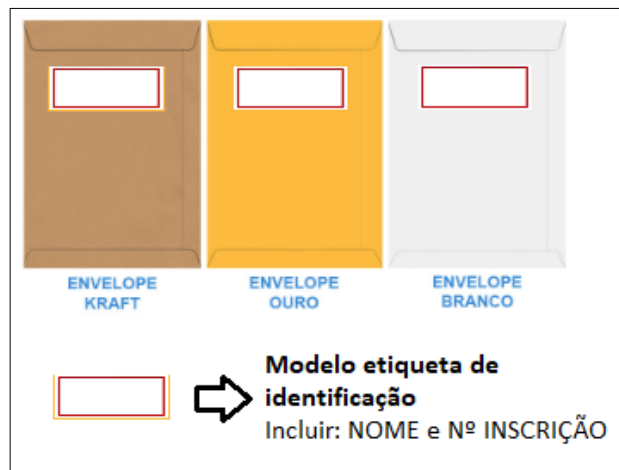 ENVELOPE
KRAFT
ENVELOPE
OURO
ENVELOPE
BRANCO
Modelo etiqueta de
identificação
Incluir: NOME e Nº INSCRIÇÃO